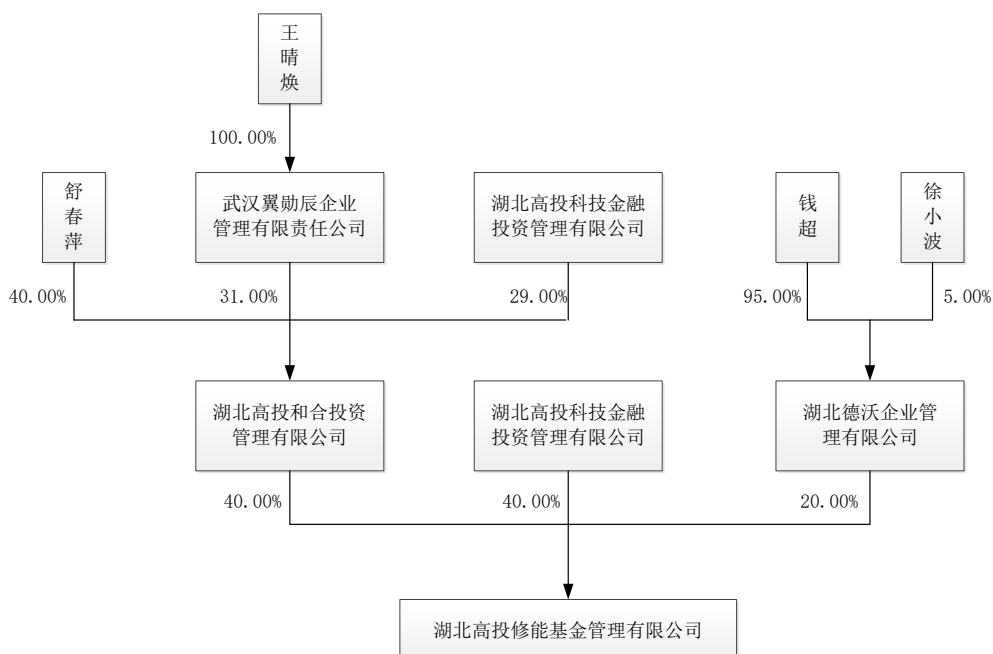 王
晴
焕
100.00%
舒
春
萍
武汉翼勋辰企业
管理有限责任公司
湖北高投科技金融
投资管理有限公司
钱
超
徐
小
波
40.00%
31.00%
29.00%
95.00%
5.00%
湖北高投和合投资
管理有限公司
湖北高投科技金融
投资管理有限公司
湖北德沃企业管
理有限公司
40.00%
40.00%
20.00%
湖北高投修能基金管理有限公司